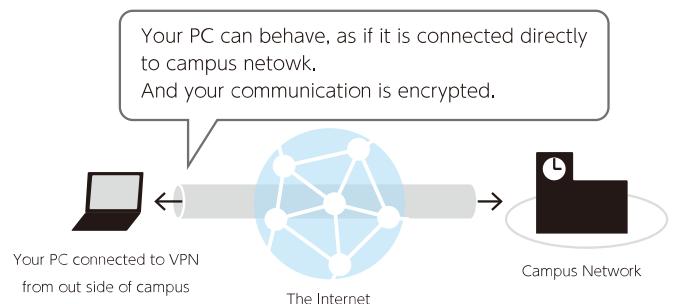 Your PC can behave, as if it is connected directly
to campus netowk.
And your communication is encrypted.
Your PC connected to VPN
from out side of campus
The Internet
Campus Network